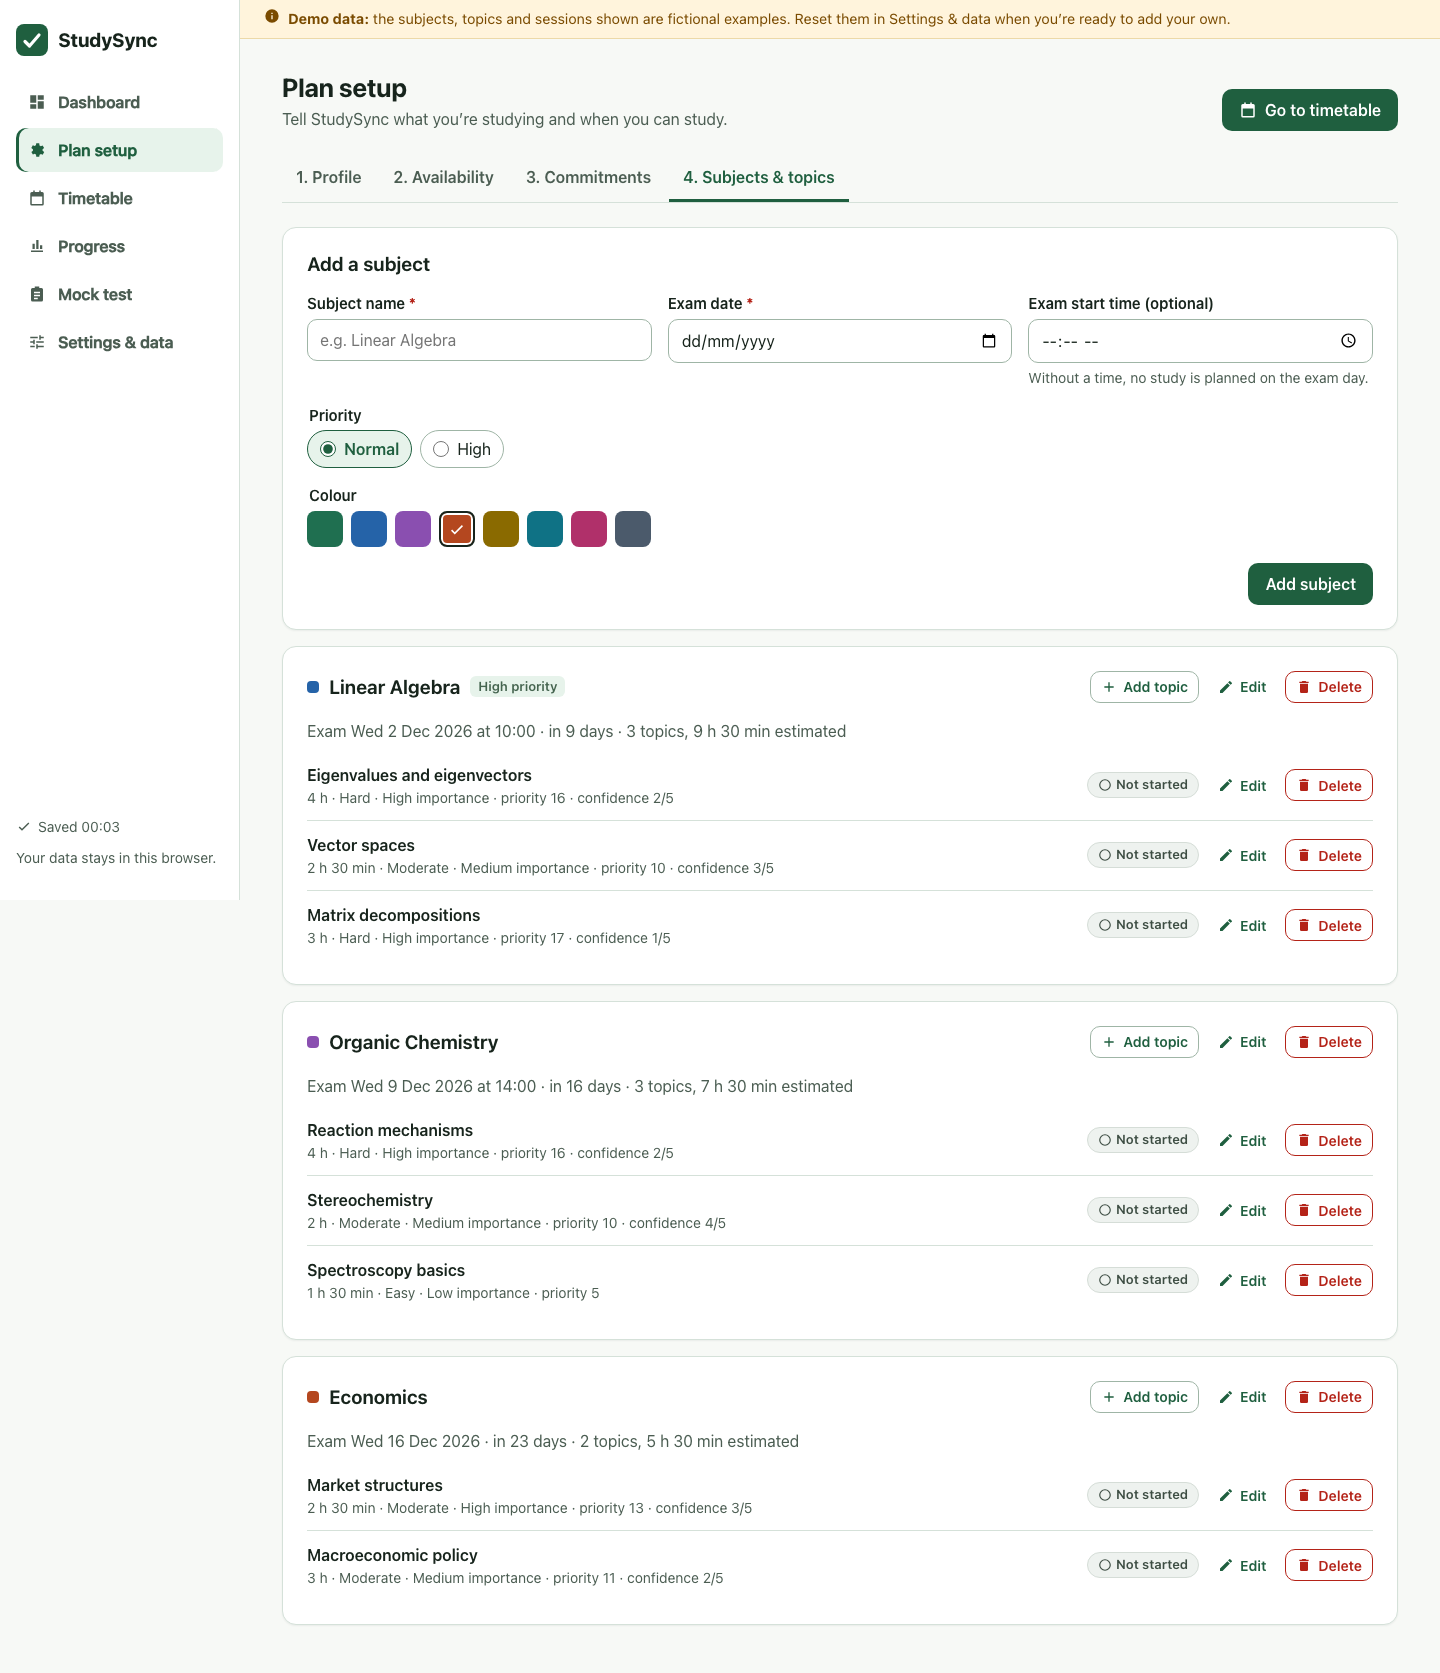 StudySync
Dashboard
Plan setup
Timetable
Progress
Mock test
Settings & data
Saved 00:03
Your data stays in this browser.
Demo data: the subjects, topics and sessions shown are fictional examples. Reset them in Settings & data when you’re ready to add your own.
Plan setup
Tell StudySync what you’re studying and when you can study.
Go to timetable
1. Profile 2. Availability 3. Commitments 4. Subjects & topics
Add a subject
Subject name * Exam date * Exam start time (optional)
e.g. Linear Algebra dd/mm/yyyy --:-- --
Without a time, no study is planned on the exam day.
Priority
Normal High
Colour
Add subject
Linear Algebra High priority + Add topic Edit Delete
Exam Wed 2 Dec 2026 at 10:00 · in 9 days · 3 topics, 9 h 30 min estimated
Eigenvalues and eigenvectors
4 h · Hard · High importance · priority 16 · confidence 2/5
Not started Edit Delete
Vector spaces
2 h 30 min · Moderate · Medium importance · priority 10 · confidence 3/5
Not started Edit Delete
Matrix decompositions
3 h · Hard · High importance · priority 17 · confidence 1/5
Not started Edit Delete
Organic Chemistry + Add topic Edit Delete
Exam Wed 9 Dec 2026 at 14:00 · in 16 days · 3 topics, 7 h 30 min estimated
Reaction mechanisms
4 h · Hard · High importance · priority 16 · confidence 2/5
Not started Edit Delete
Stereochemistry
2 h · Moderate · Medium importance · priority 10 · confidence 4/5
Not started Edit Delete
Spectroscopy basics
1 h 30 min · Easy · Low importance · priority 5
Not started Edit Delete
Economics + Add topic Edit Delete
Exam Wed 16 Dec 2026 · in 23 days · 2 topics, 5 h 30 min estimated
Market structures
2 h 30 min · Moderate · High importance · priority 13 · confidence 3/5
Not started Edit Delete
Macroeconomic policy
3 h · Moderate · Medium importance · priority 11 · confidence 2/5
Not started Edit Delete